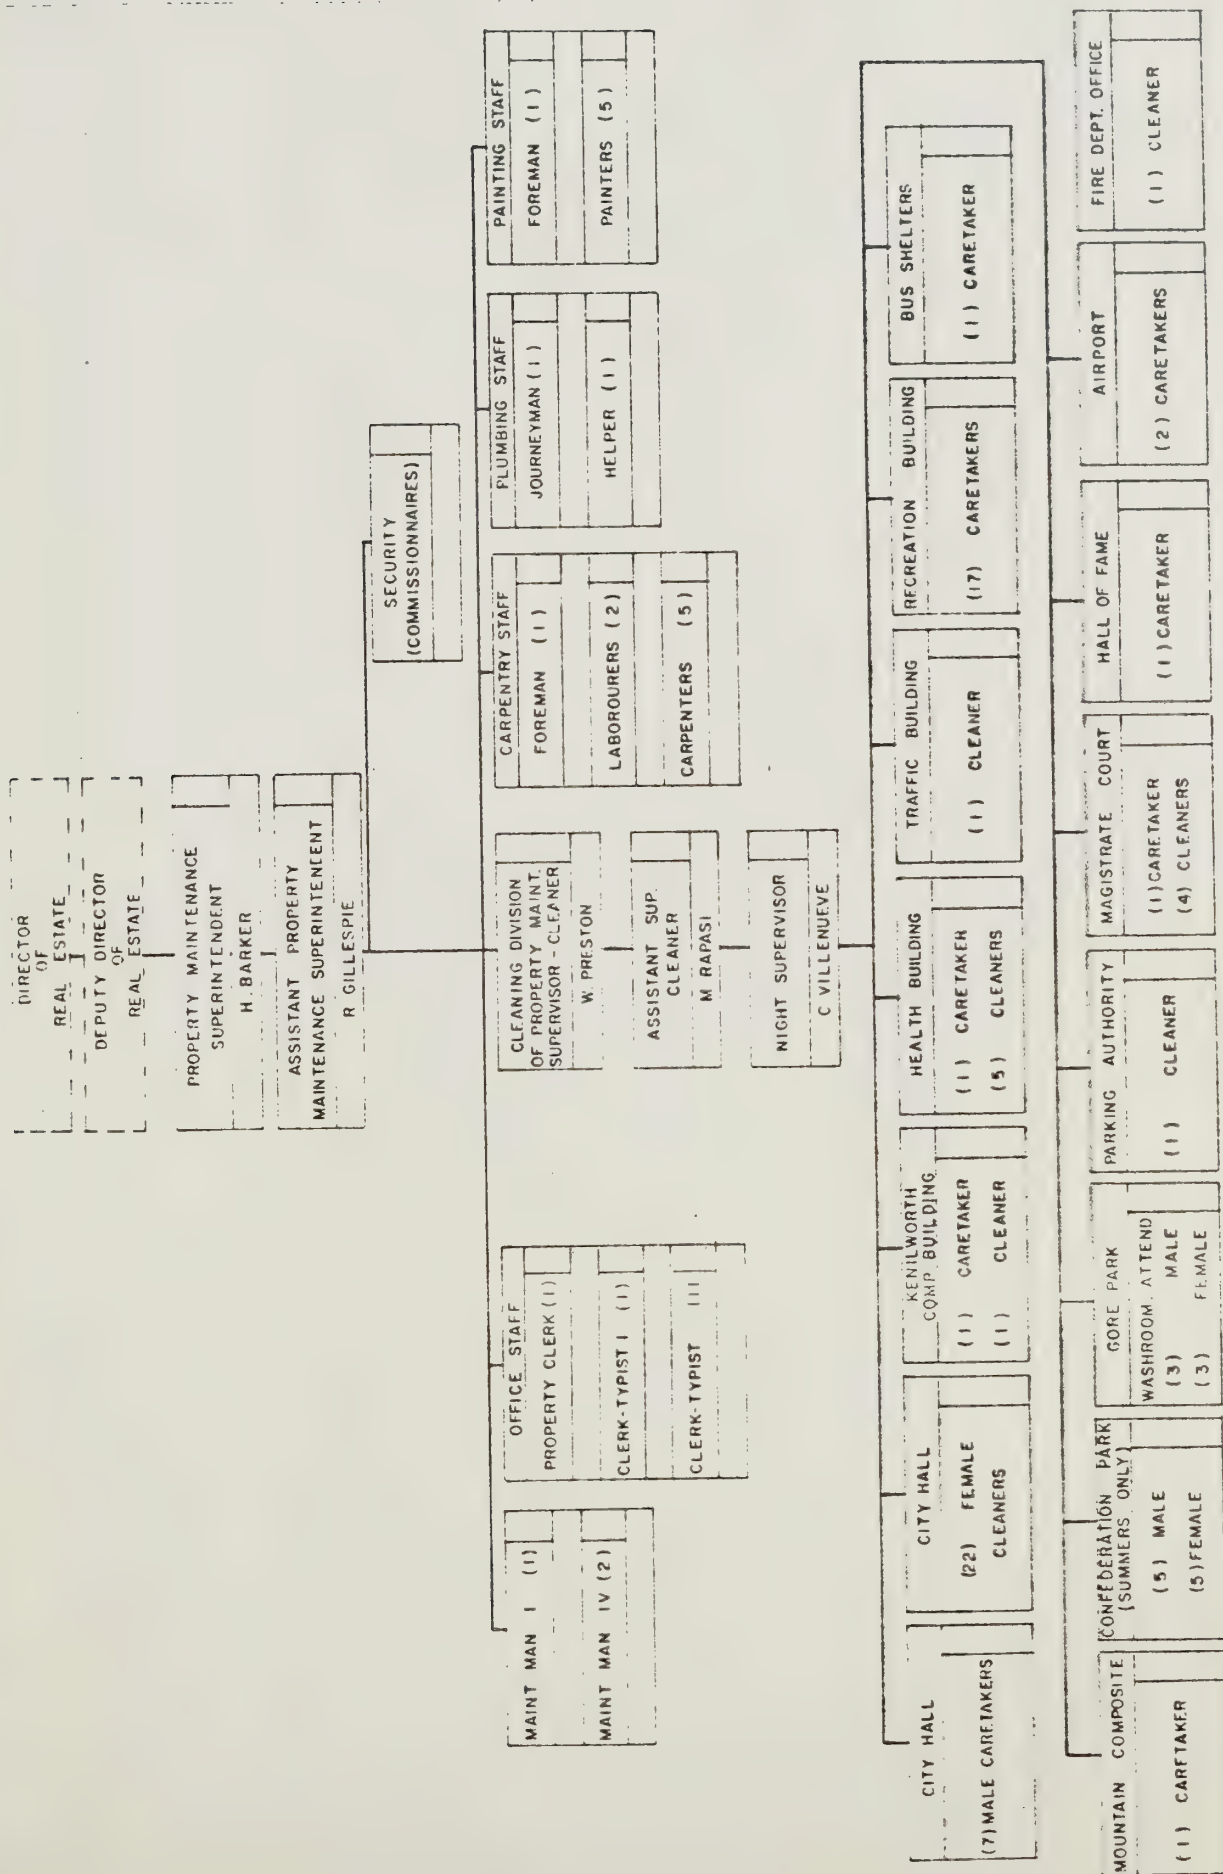 DIRECTOR
OF
REAL ESTATE
DEPUTY DIRECTOR
OF
REAL ESTATE
PROPERTY MAINTENANCE
SUPERINTENDENT
H. BARKER
ASSISTANT PROPERTY
MAINTENANCE SUPERINTENDENT
R GILLESPIE
SECURITY
(COMMISSIONNAIRES)
MAINT MAN I (1)
MAINT MAN IV (2)
OFFICE STAFF
PROPERTY CLERK (1)
CLERK-TYPIST I (1)
CLERK-TYPIST III
CLEANING DIVISION
OF PROPERTY MAINT.
SUPERVISOR - CLEANER
W. PRESTON
ASSISTANT SUP.
CLEANER
M RAPASI
NIGHT SUPERVISOR
C VILLENUEVE
CARPENTRY STAFF
FOREMAN (1)
LABOROURERS (2)
CARPENTERS (5)
PLUMBING STAFF
JOURNEYMAN (1)
HELPER (1)
PAINTING STAFF
FOREMAN (1)
PAINTERS (5)
CITY HALL
(7) MALE CARETAKERS
CITY HALL
(22) FEMALE
CLEANERS
KENILWORTH
COMP. BUILDING
(1) CARETAKER
(1) CLEANER
HEALTH BUILDING
(1) CARETAKER
(5) CLEANERS
TRAFFIC BUILDING
(1) CLEANER
RECREATION BUILDING
(17) CARETAKERS
BUS SHELTERS
(1) CARETAKER
MOUNTAIN COMPOSITE
(1) CARETAKER
CONFEDERATION PARK
(SUMMERS ONLY)
(5) MALE
(5) FEMALE
GORE PARK
WASHROOM ATTEND
(3) MALE
(3) FEMALE
PARKING AUTHORITY
(1) CLEANER
MAGISTRATE COURT
(1) CARETAKER
(4) CLEANERS
HALL OF FAME
(1) CARETAKER
AIRPORT
(2) CARETAKERS
FIRE DEPT. OFFICE
(1) CLEANER